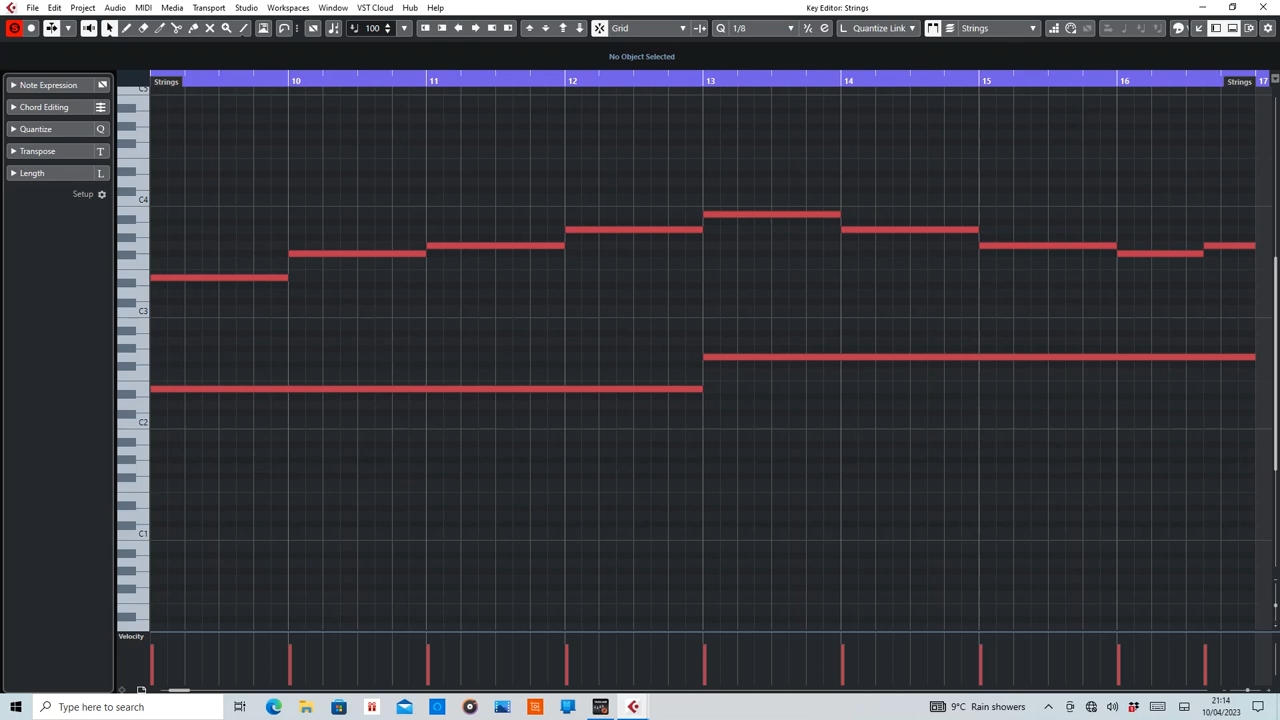 File Edit Project Audio MIDI Media Transport Studio Workspaces Window VST Cloud Hub Help
Key Editor: Strings
S 100 Grid Q 1/8 Quantize Link Strings
No Object Selected
Strings 10 11 12 13 14 15 16 Strings 17
Note Expression
Chord Editing
Quantize Q
Transpose T
Length L
Setup
C5
C4
C3
C2
C1
Velocity
Type here to search
9°C Rain showers
21:14
10/04/2023